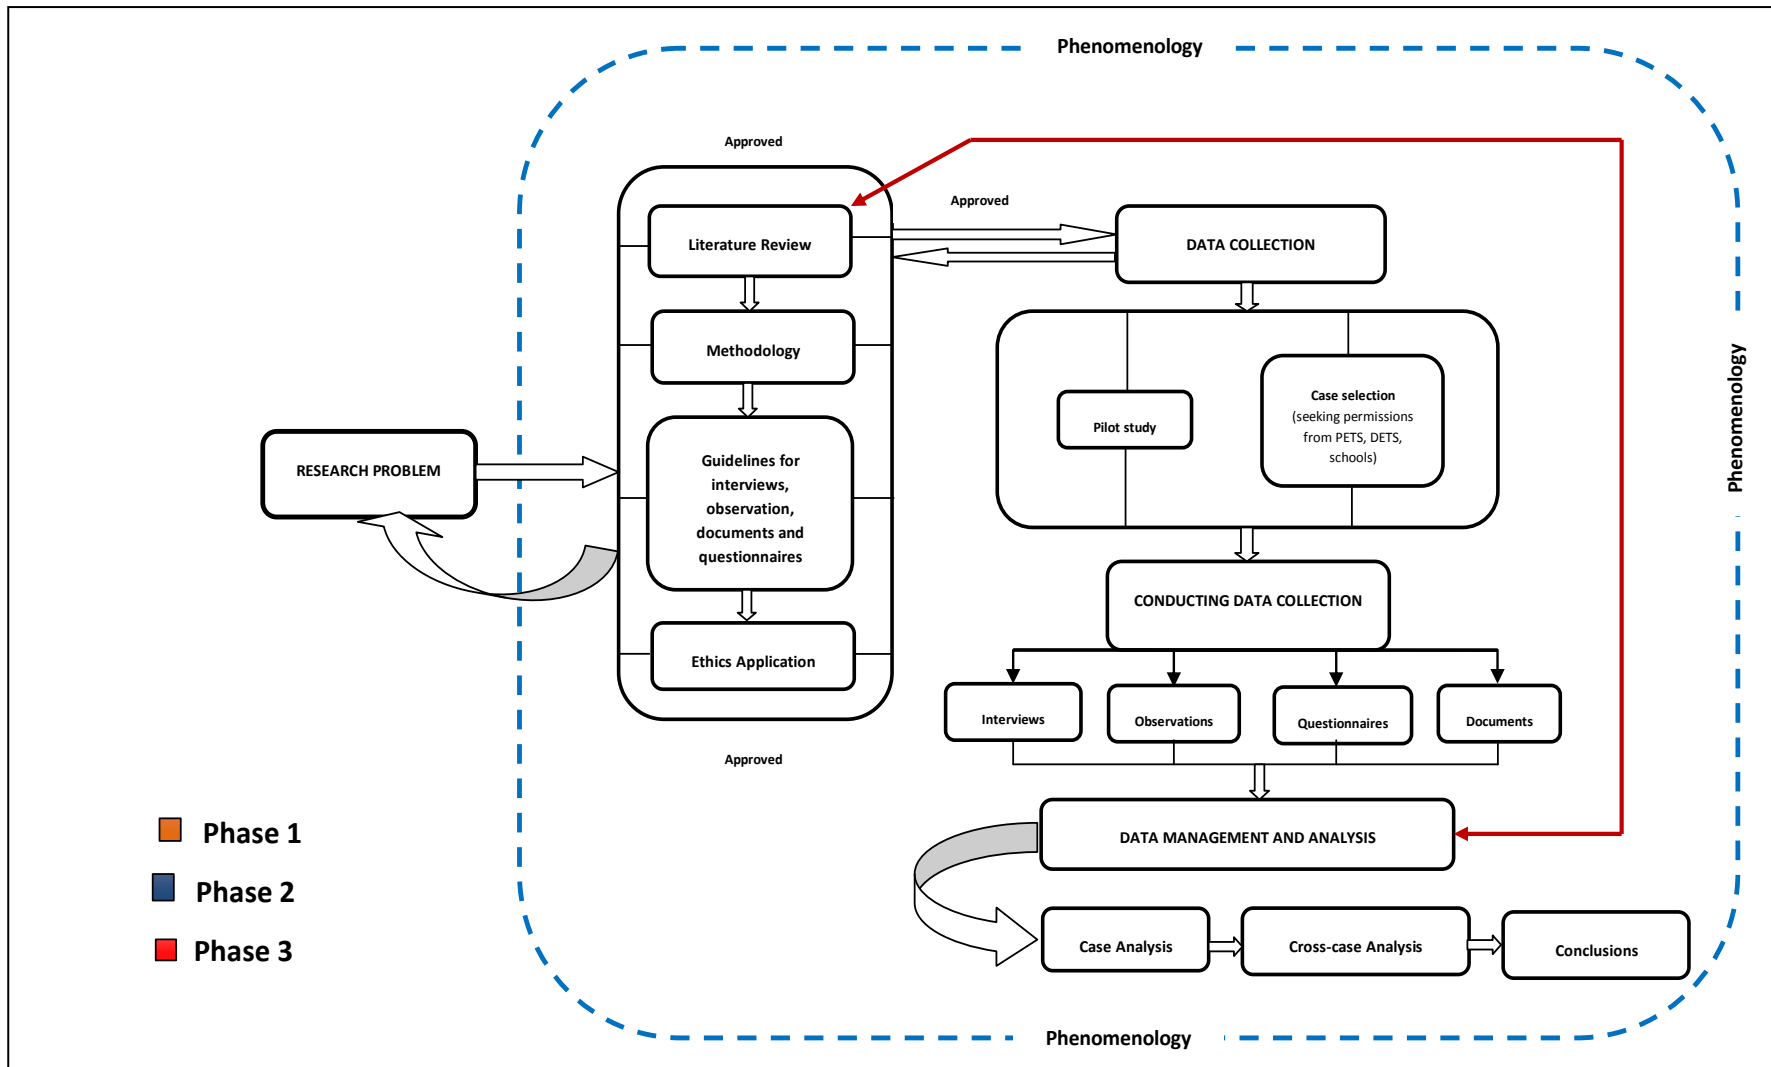 Phenomenology
Approved
Approved
Literature Review
DATA COLLECTION
Methodology
Pilot study
Case selection
(seeking permissions
from PETS, DETS,
schools)
Phenomenology
RESEARCH PROBLEM
Guidelines for
interviews,
observation,
documents and
questionnaires
CONDUCTING DATA COLLECTION
Ethics Application
Interviews
Observations
Questionnaires
Documents
Approved
DATA MANAGEMENT AND ANALYSIS
Phase 1
Phase 2
Phase 3
Case Analysis
Cross-case Analysis
Conclusions
Phenomenology